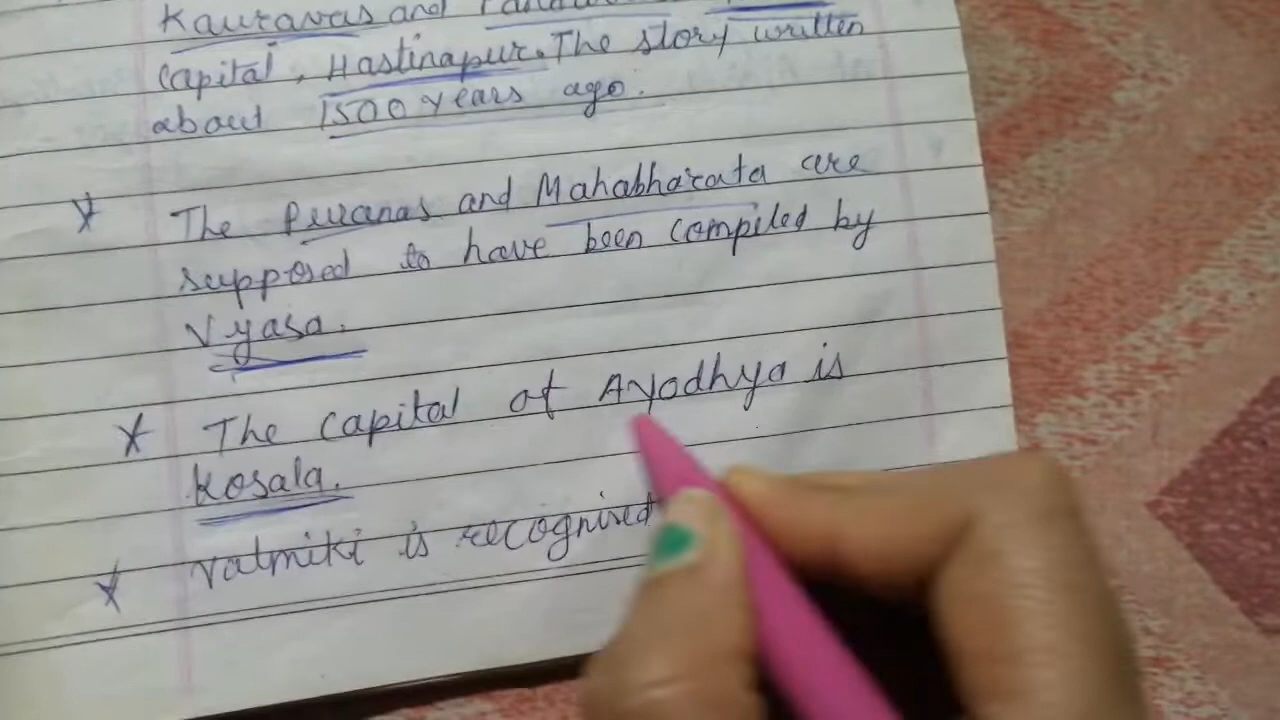 Kauravas and
capital, Hastinapur. The story written
about 1500 years ago.
* The Puranas and Mahabharata are
supposed to have been compiled by
Vyasa.
* The capital of Ayodhya is
Kosala.
* Valmiki is recognised